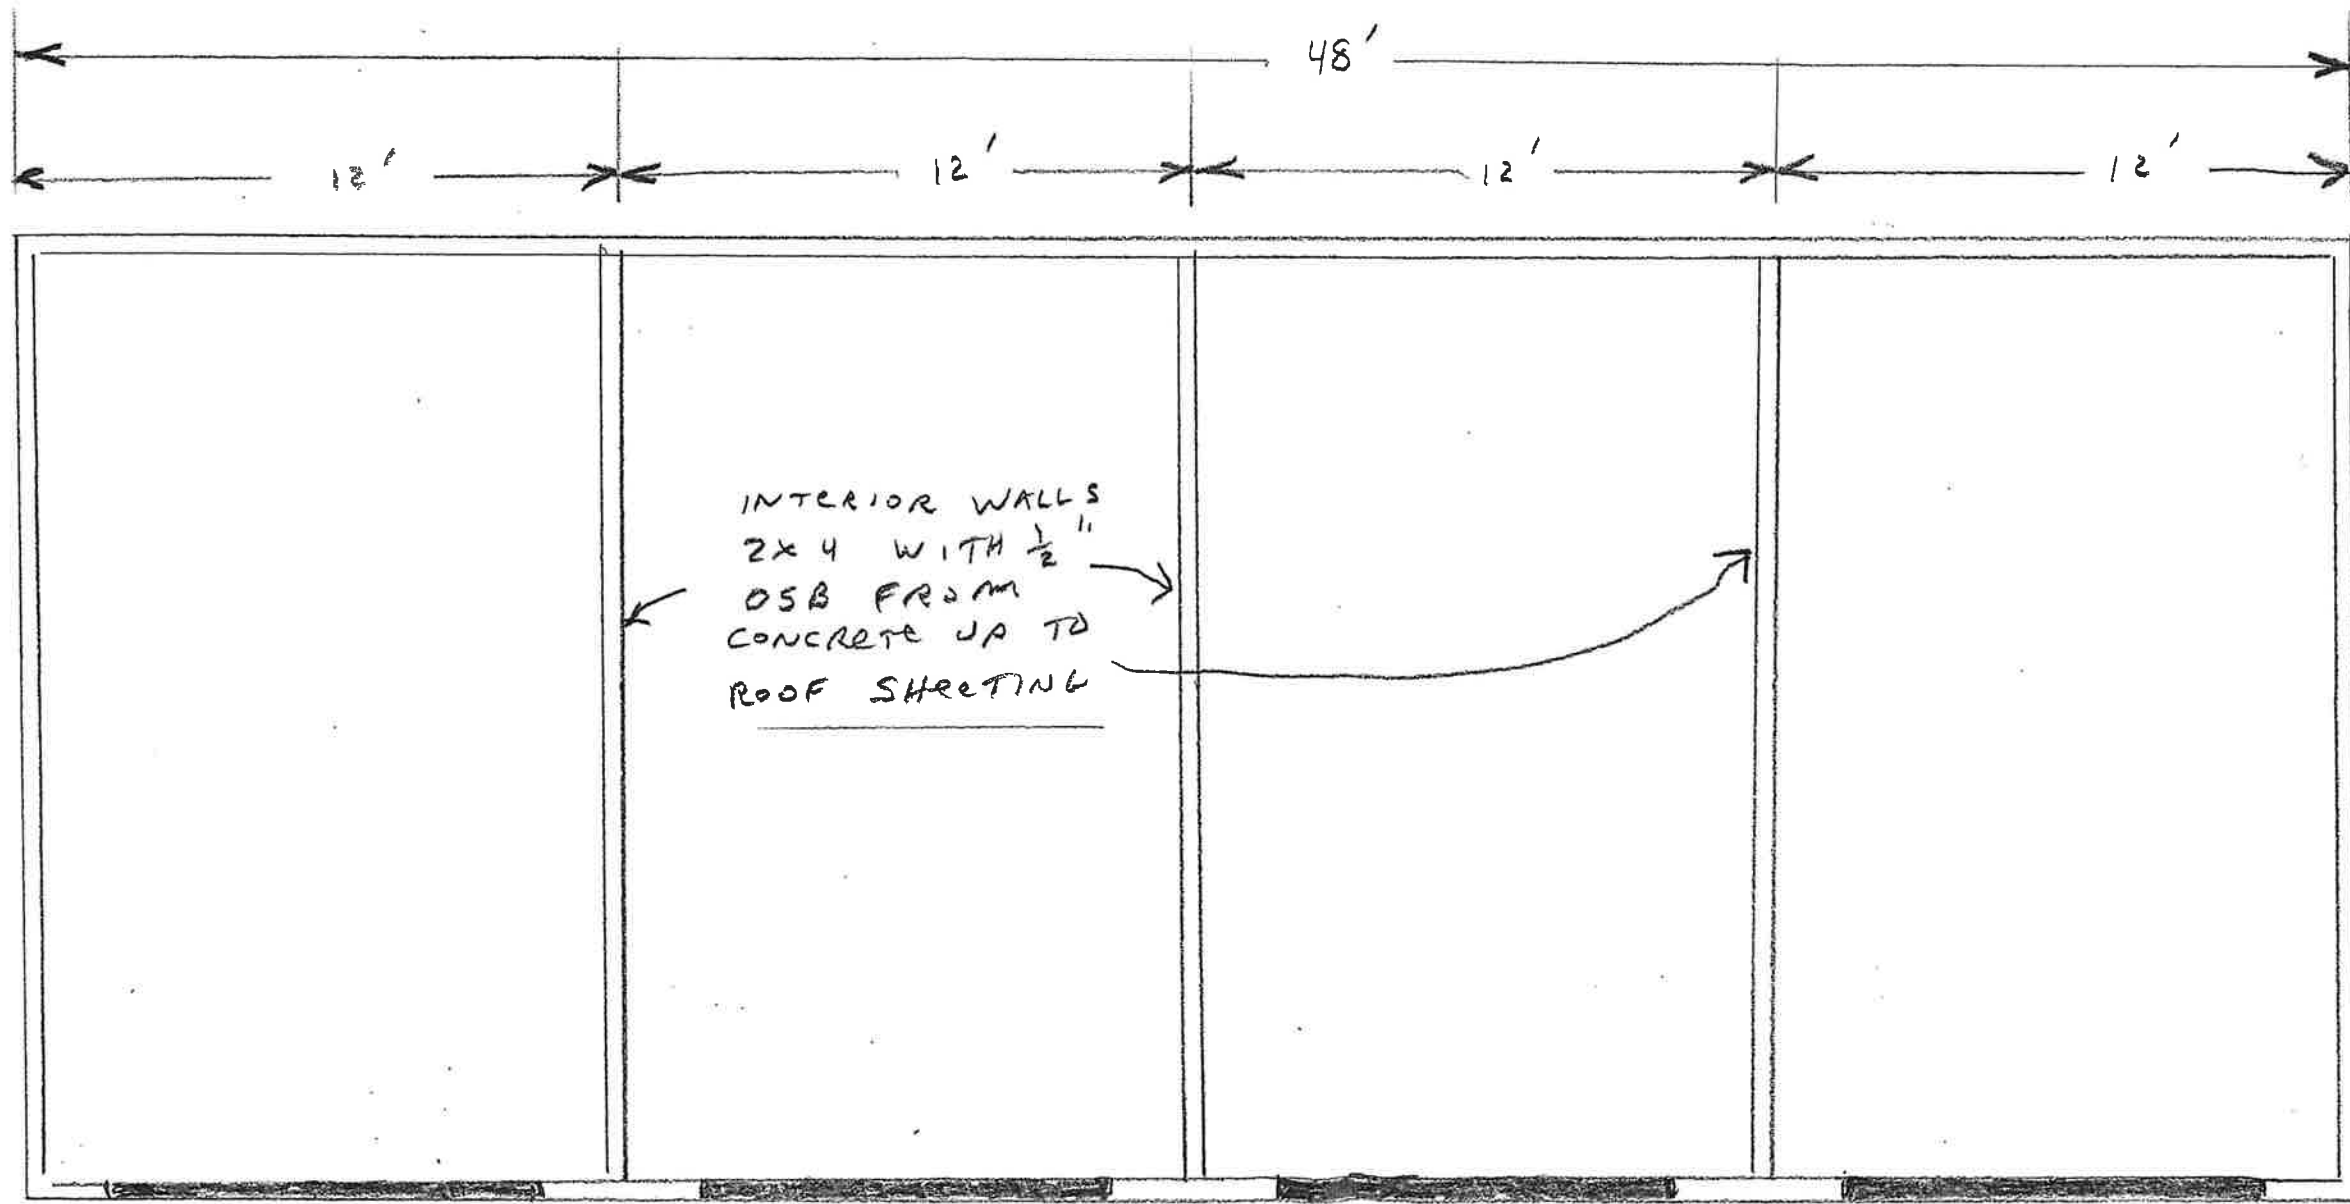 48'
12' 12' 12' 12'
INTERIOR WALLS
2x4 WITH ½"
OSB FROM
CONCRETE UP TO
ROOF SHEETING